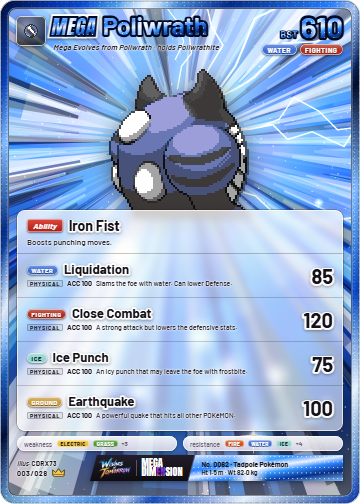 MEGA Poliwrath BST 610
Mega Evolves from Poliwrath · holds Poliwrathite
WATER FIGHTING
Ability Iron Fist
Boosts punching moves.
WATER Liquidation 85
PHYSICAL ACC 100 Slams the foe with water. Can lower Defense.
FIGHTING Close Combat 120
PHYSICAL ACC 100 A strong attack but lowers the defensive stats.
ICE Ice Punch 75
PHYSICAL ACC 100 An icy punch that may leave the foe with frostbite.
GROUND Earthquake 100
PHYSICAL ACC 100 A powerful quake that hits all other POKéMON.
weakness ELECTRIC GRASS +3
resistance FIRE WATER ICE +4
illus CDRX73
003/028
WINDS TOMORROW
MEGA DIMENSION
No. 0062 · Tadpole Pokémon
Ht 1.5 m · Wt 82.0 kg